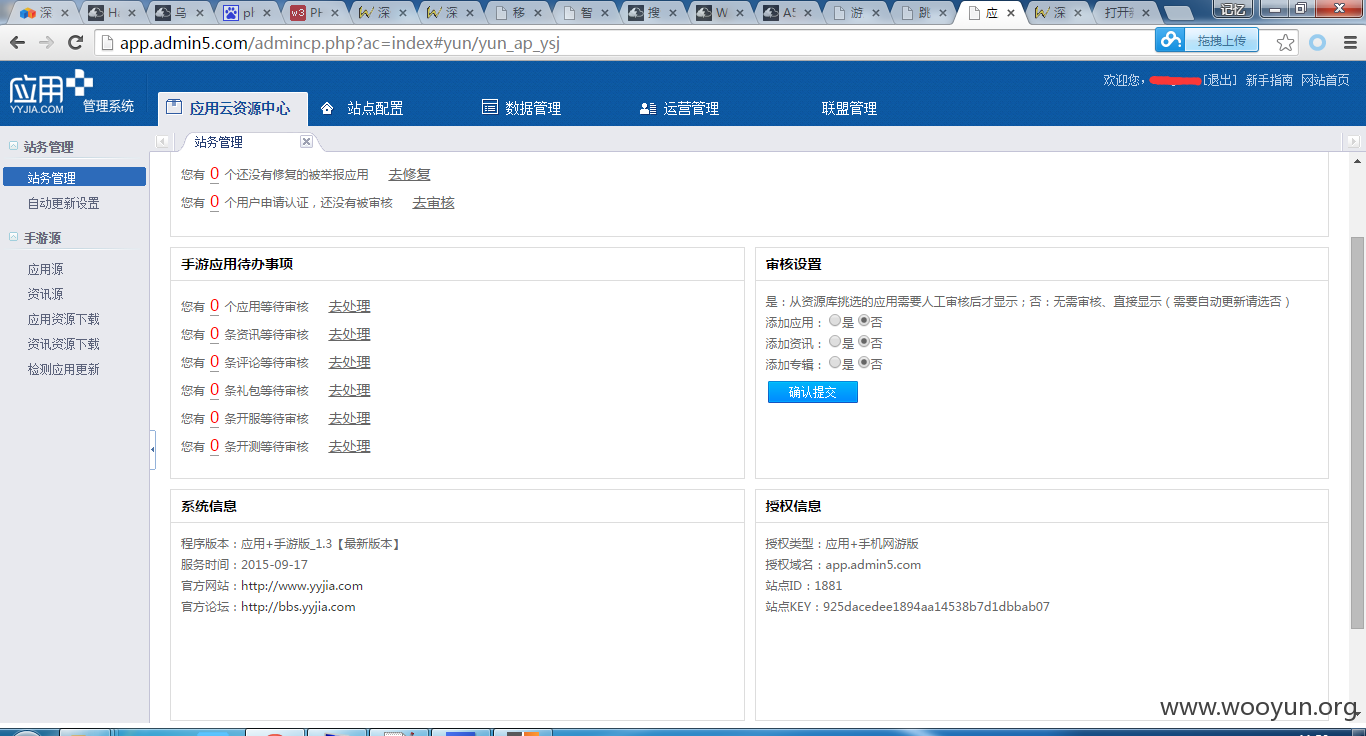 深 Ha 乌 ph w3 PH 深 深 移 智 搜 W AS 游 跳 应 深 打开 记忆
app.admin5.com/admincp.php?ac=index#yun/yun_ap_ysj 拖拽上传
应用 YYJIA.COM 管理系统
欢迎您， [退出] 新手指南 网站首页
应用云资源中心 站点配置 数据管理 运营管理 联盟管理
站务管理
站务管理
自动更新设置
手游源
应用源
资讯源
应用资源下载
资讯资源下载
检测应用更新
站务管理
您有 0 个还没有修复的被举报应用 去修复
您有 0 个用户申请认证，还没有被审核 去审核
手游应用待办事项
您有 0 个应用等待审核 去处理
您有 0 条资讯等待审核 去处理
您有 0 条评论等待审核 去处理
您有 0 条礼包等待审核 去处理
您有 0 条开服等待审核 去处理
您有 0 条开测等待审核 去处理
审核设置
是：从资源库挑选的应用需要人工审核后才显示；否：无需审核、直接显示（需要自动更新请选否）
添加应用： 是 否
添加资讯： 是 否
添加专辑： 是 否
确认提交
系统信息
程序版本：应用+手游版_1.3【最新版本】
服务时间：2015-09-17
官方网站：http://www.yyjia.com
官方论坛：http://bbs.yyjia.com
授权信息
授权类型：应用+手机网游版
授权域名：app.admin5.com
站点ID：1881
站点KEY：925dacedee1894aa14538b7d1dbbab07
www.wooyun.org